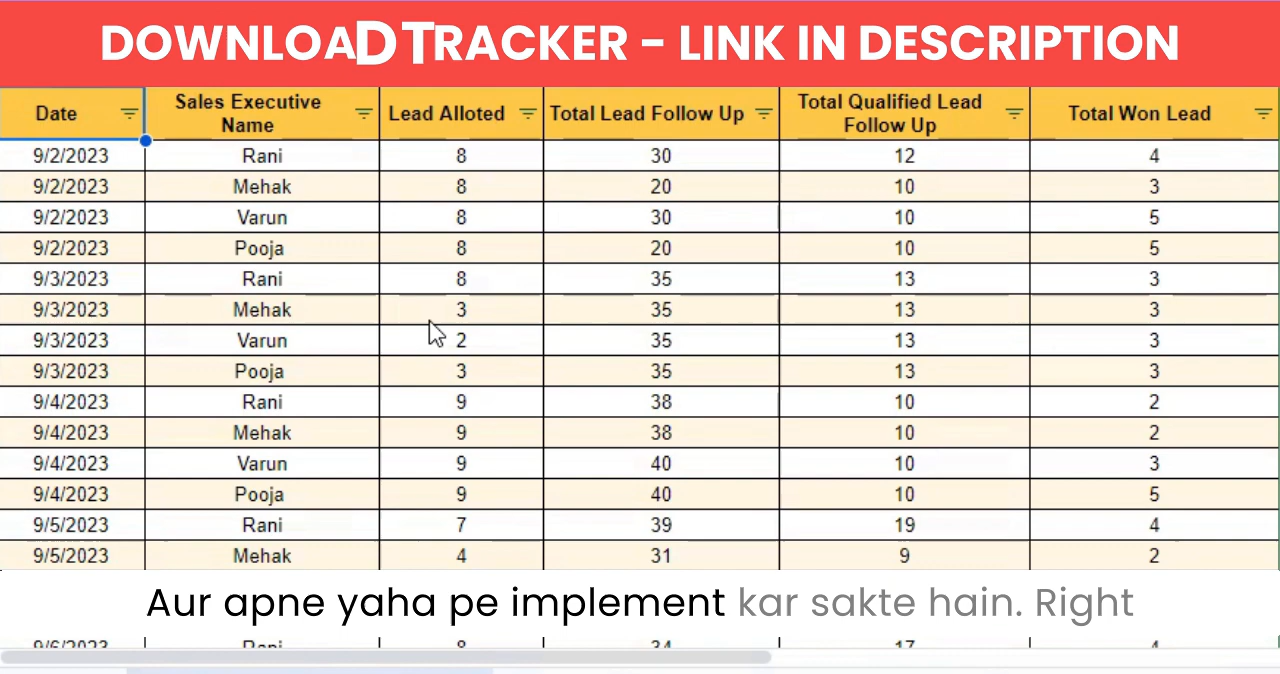 DOWNLOAD TRACKER - LINK IN DESCRIPTION
Date Sales Executive Name Lead Alloted Total Lead Follow Up Total Qualified Lead Follow Up Total Won Lead
9/2/2023 Rani 8 30 12 4
9/2/2023 Mehak 8 20 10 3
9/2/2023 Varun 8 30 10 5
9/2/2023 Pooja 8 20 10 5
9/3/2023 Rani 8 35 13 3
9/3/2023 Mehak 3 35 13 3
9/3/2023 Varun 2 35 13 3
9/3/2023 Pooja 3 35 13 3
9/4/2023 Rani 9 38 10 2
9/4/2023 Mehak 9 38 10 2
9/4/2023 Varun 9 40 10 3
9/4/2023 Pooja 9 40 10 5
9/5/2023 Rani 7 39 19 4
9/5/2023 Mehak 4 31 9 2
Aur apne yaha pe implement kar sakte hain. Right